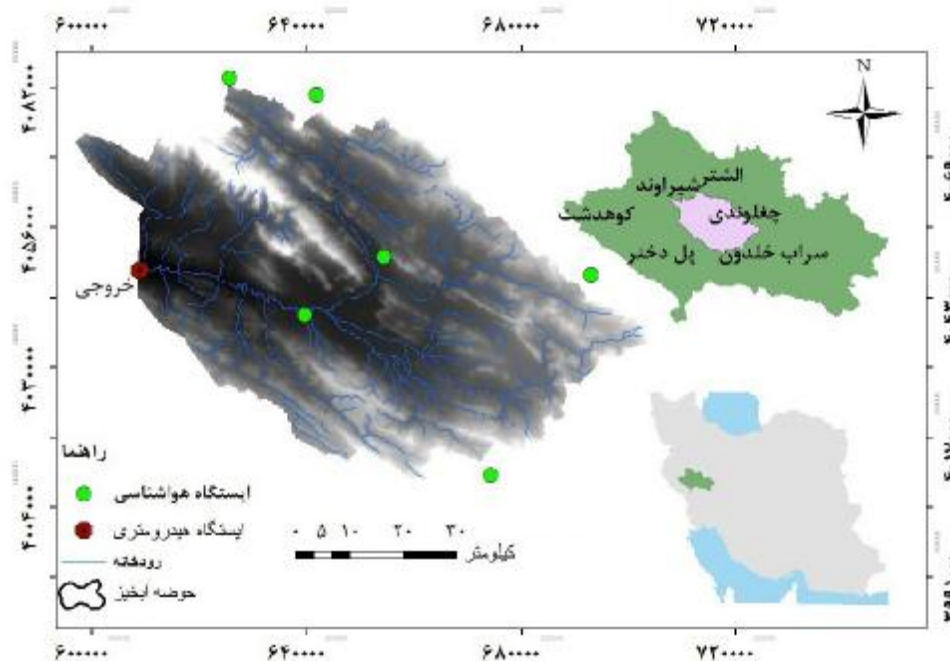 ۶۰۰۰۰۰ ۶۴۰۰۰۰ ۶۸۰۰۰۰ ۷۲۰۰۰۰
N
۴۰۸۲۰۰۰
۴۰۵۶۰۰۰
۴۰۳۰۰۰۰
۴۰۰۴۰۰۰
الشتر
شیراوند
چغلوندی
کوهدشت
سراب خلدون
پل دختر
خروجی
راهنما
ایستگاه هواشناسی
ایستگاه هیدرومتری
رودخانه
حوضه آبخیز
۰ ۵ ۱۰ ۲۰ ۳۰
کیلومتر
۶۰۰۰۰۰ ۶۴۰۰۰۰ ۶۸۰۰۰۰ ۷۲۰۰۰۰